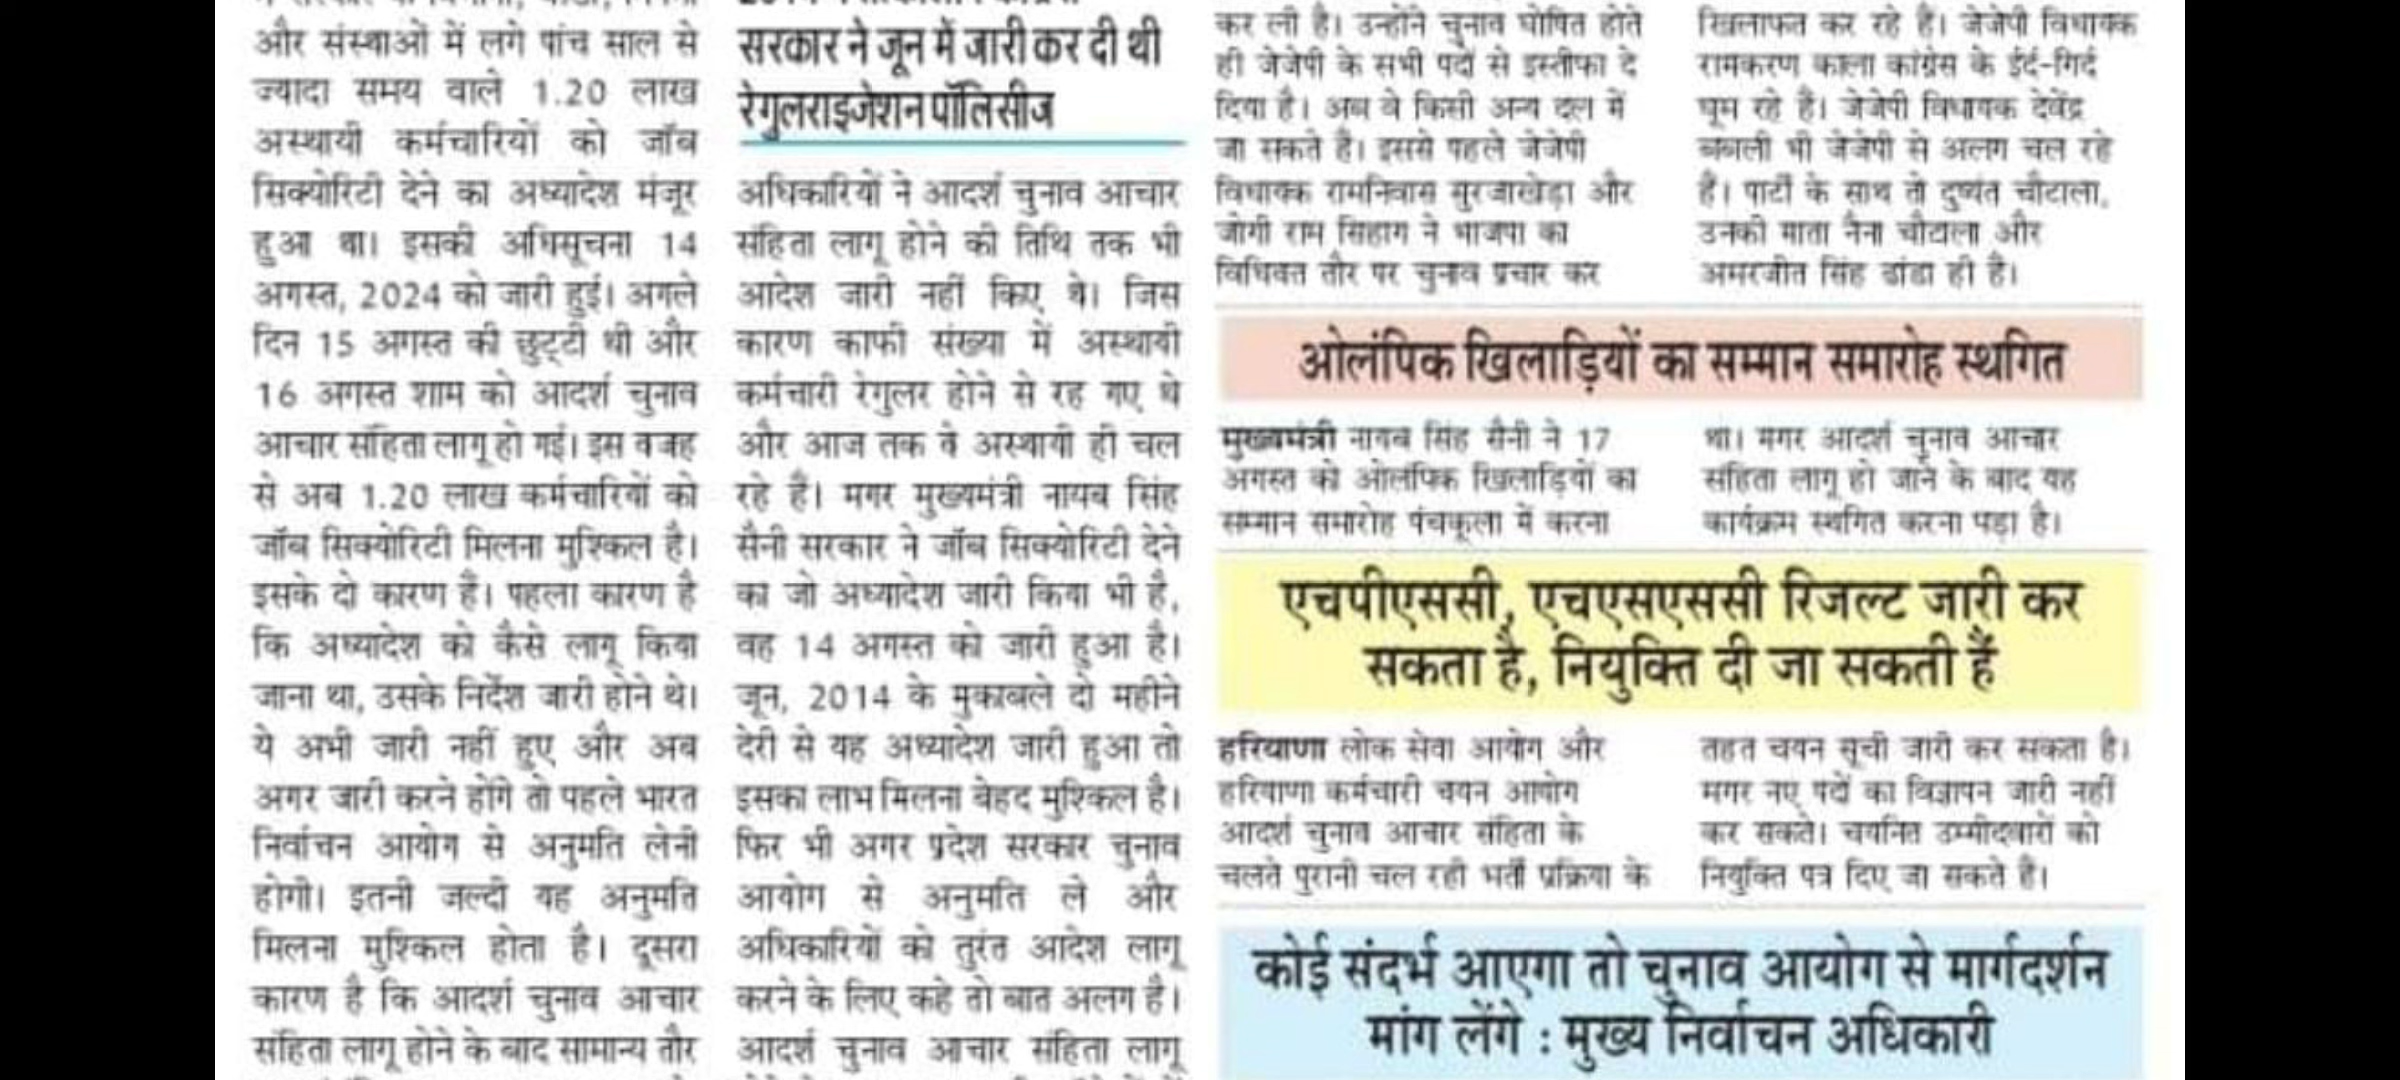 और संस्थाओं में लगे पांच साल से
ज्यादा समय वाले 1.20 लाख
अस्थायी कर्मचारियों को जॉब
सिक्योरिटी देने का अध्यादेश मंजूर
हुआ था। इसकी अधिसूचना 14
अगस्त, 2024 को जारी हुई। अगले
दिन 15 अगस्त की छुट्टी थी और
16 अगस्त शाम को आदर्श चुनाव
आचार संहिता लागू हो गई। इस वजह
से अब 1.20 लाख कर्मचारियों को
जॉब सिक्योरिटी मिलना मुश्किल है।
इसके दो कारण हैं। पहला कारण है
कि अध्यादेश को कैसे लागू किया
जाना था, उसके निर्देश जारी होने थे।
ये अभी जारी नहीं हुए और अब
अगर जारी करने होंगे तो पहले भारत
निर्वाचन आयोग से अनुमति लेनी
होगी। इतनी जल्दी यह अनुमति
मिलना मुश्किल होता है। दूसरा
कारण है कि आदर्श चुनाव आचार
संहिता लागू होने के बाद सामान्य तौर
सरकार ने जून में जारी कर दी थी
रेगुलराइजेशन पॉलिसीज
अधिकारियों ने आदर्श चुनाव आचार
संहिता लागू होने की तिथि तक भी
आदेश जारी नहीं किए थे। जिस
कारण काफी संख्या में अस्थायी
कर्मचारी रेगुलर होने से रह गए थे
और आज तक वे अस्थायी ही चल
रहे हैं। मगर मुख्यमंत्री नायब सिंह
सैनी सरकार ने जॉब सिक्योरिटी देने
का जो अध्यादेश जारी किया भी है,
वह 14 अगस्त को जारी हुआ है।
जून, 2014 के मुकाबले दो महीने
देरी से यह अध्यादेश जारी हुआ तो
इसका लाभ मिलना बेहद मुश्किल है।
फिर भी अगर प्रदेश सरकार चुनाव
आयोग से अनुमति ले और
अधिकारियों को तुरंत आदेश लागू
करने के लिए कहे तो बात अलग है।
आदर्श चुनाव आचार संहिता लागू
कर ली है। उन्होंने चुनाव घोषित होते
ही जेजेपी के सभी पदों से इस्तीफा दे
दिया है। अब वे किसी अन्य दल में
जा सकते हैं। इससे पहले जेजेपी
विधायक रामनिवास सुरजाखेड़ा और
जोगी राम सिहाग ने भाजपा का
विधिवत तौर पर चुनाव प्रचार कर
खिलाफत कर रहे हैं। जेजेपी विधायक
रामकरण काला कांग्रेस के ईर्द-गिर्द
घूम रहे हैं। जेजेपी विधायक देवेंद्र
बबली भी जेजेपी से अलग चल रहे
हैं। पार्टी के साथ तो दुष्यंत चौटाला,
उनकी माता नैना चौटाला और
अमरजीत सिंह ढांडा ही है।
ओलंपिक खिलाड़ियों का सम्मान समारोह स्थगित
मुख्यमंत्री नायब सिंह सैनी ने 17
अगस्त को ओलंपिक खिलाड़ियों का
सम्मान समारोह पंचकूला में करना
था। मगर आदर्श चुनाव आचार
संहिता लागू हो जाने के बाद यह
कार्यक्रम स्थगित करना पड़ा है।
एचपीएससी, एचएसएससी रिजल्ट जारी कर
सकता है, नियुक्ति दी जा सकती हैं
हरियाणा लोक सेवा आयोग और
हरियाणा कर्मचारी चयन आयोग
आदर्श चुनाव आचार संहिता के
चलते पुरानी चल रही भर्ती प्रक्रिया के
तहत चयन सूची जारी कर सकता है।
मगर नए पदों का विज्ञापन जारी नहीं
कर सकते। चयनित उम्मीदवारों को
नियुक्ति पत्र दिए जा सकते हैं।
कोई संदर्भ आएगा तो चुनाव आयोग से मार्गदर्शन
मांग लेंगे : मुख्य निर्वाचन अधिकारी